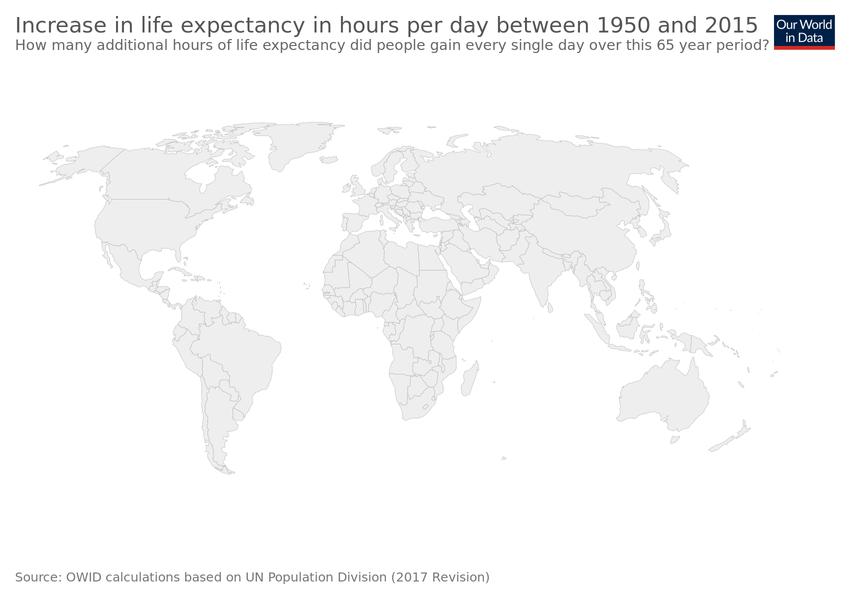 Increase in life expectancy in hours per day between 1950 and 2015
How many additional hours of life expectancy did people gain every single day over this 65 year period?
Our World
in Data
Source: OWID calculations based on UN Population Division (2017 Revision)